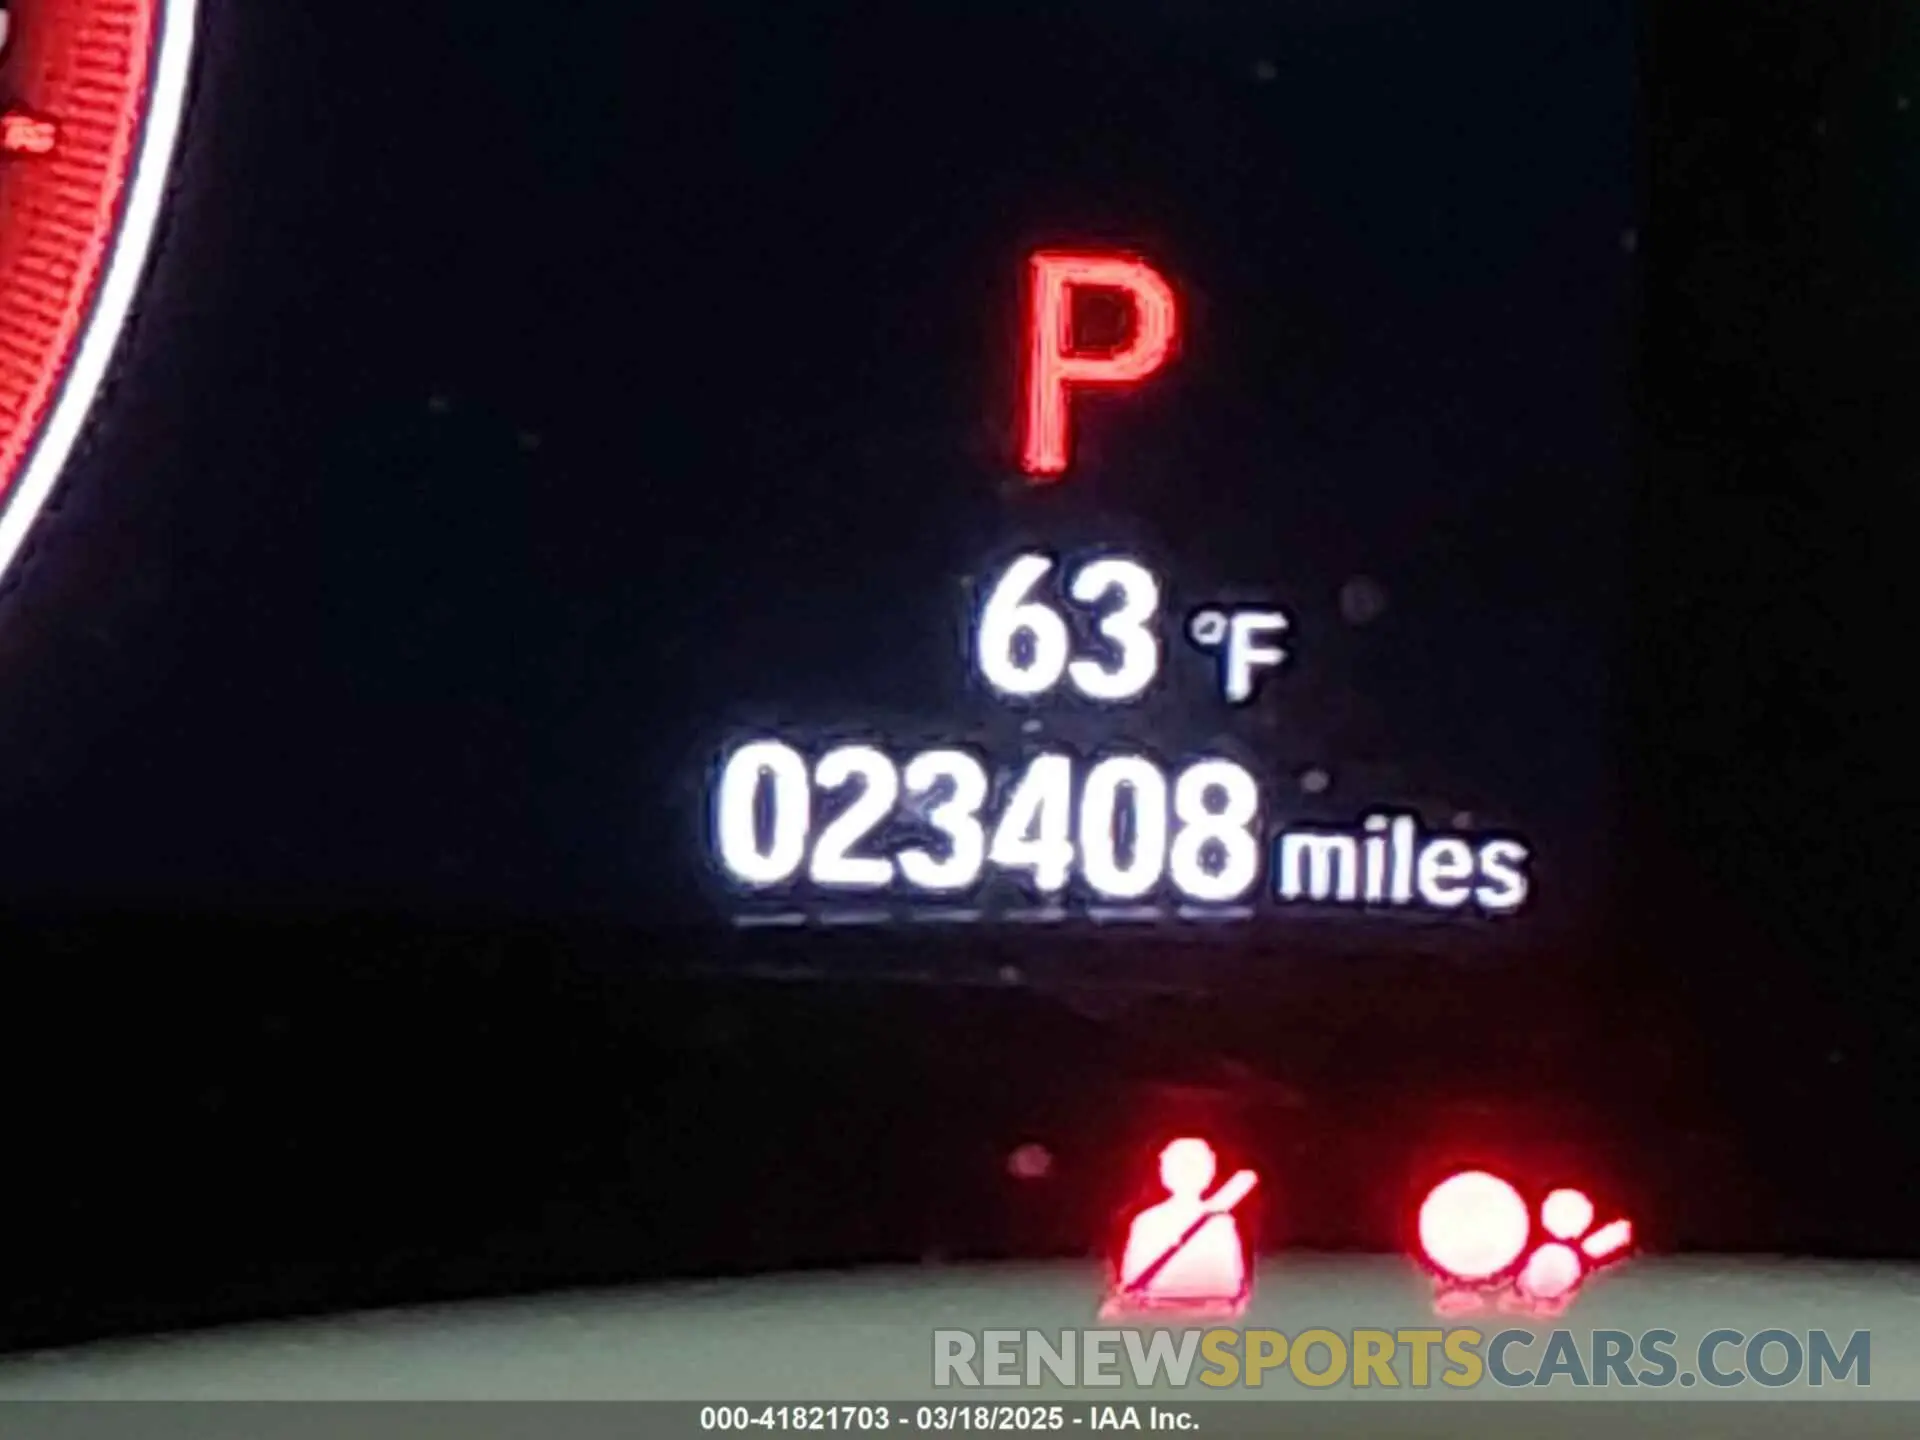 P
63 °F
023408 miles
RENEWSPORTSCARS.COM
000-41821703 - 03/18/2025 - IAA Inc.